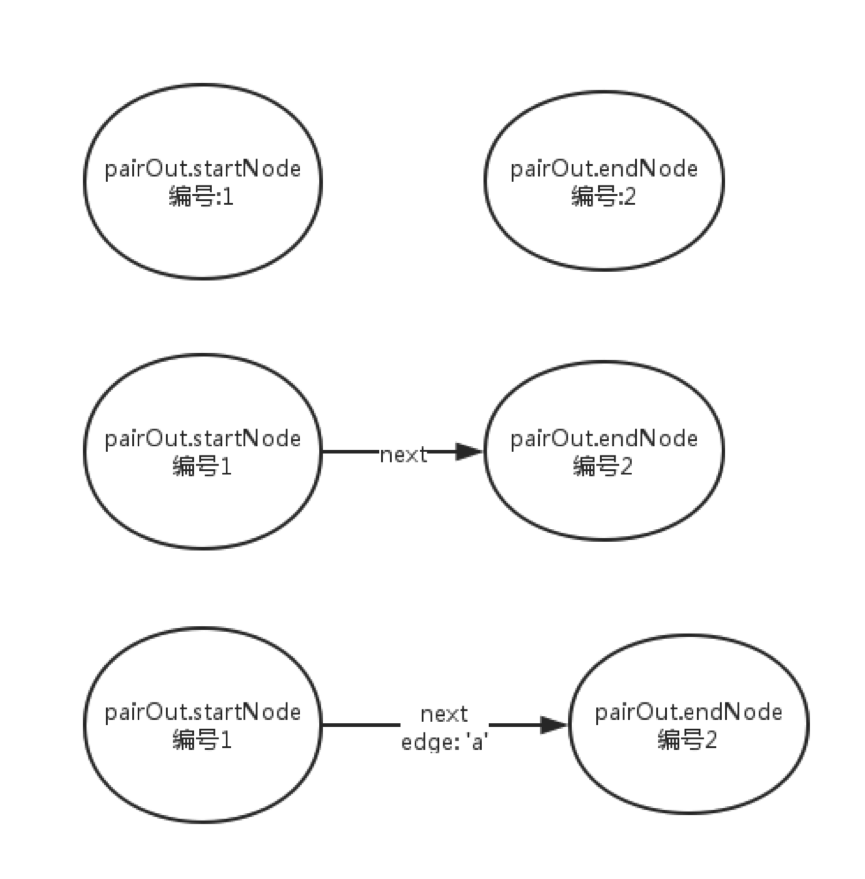 pairOut.startNode
编号:1
pairOut.endNode
编号:2
pairOut.startNode
编号1
next
pairOut.endNode
编号2
pairOut.startNode
编号1
next
edge: 'a'
pairOut.endNode
编号2